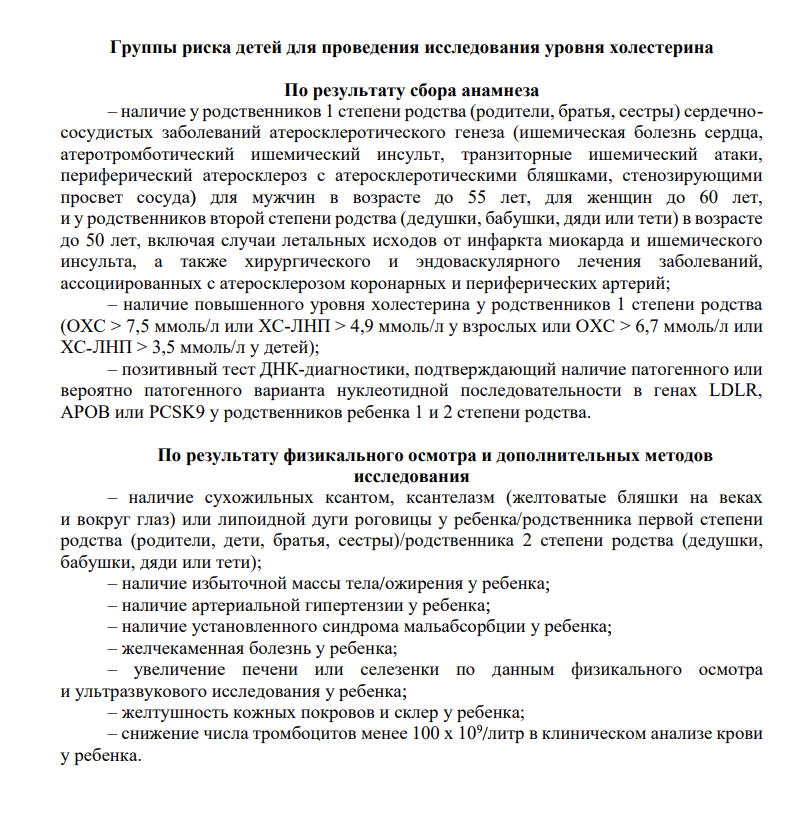 Группы риска детей для проведения исследования уровня холестерина
По результату сбора анамнеза
– наличие у родственников 1 степени родства (родители, братья, сестры) сердечно-
сосудистых заболеваний атеросклеротического генеза (ишемическая болезнь сердца,
атеротромботический ишемический инсульт, транзиторные ишемический атаки,
периферический атеросклероз с атеросклеротическими бляшками, стенозирующими
просвет сосуда) для мужчин в возрасте до 55 лет, для женщин до 60 лет,
и у родственников второй степени родства (дедушки, бабушки, дяди или тети) в возрасте
до 50 лет, включая случаи летальных исходов от инфаркта миокарда и ишемического
инсульта, а также хирургического и эндоваскулярного лечения заболеваний,
ассоциированных с атеросклерозом коронарных и периферических артерий;
– наличие повышенного уровня холестерина у родственников 1 степени родства
(ОХС > 7,5 ммоль/л или ХС-ЛНП > 4,9 ммоль/л у взрослых или ОХС > 6,7 ммоль/л или
ХС-ЛНП > 3,5 ммоль/л у детей);
– позитивный тест ДНК-диагностики, подтверждающий наличие патогенного или
вероятно патогенного варианта нуклеотидной последовательности в генах LDLR,
APOB или PCSK9 у родственников ребенка 1 и 2 степени родства.
По результату физикального осмотра и дополнительных методов
исследования
– наличие сухожильных ксантом, ксантелазм (желтоватые бляшки на веках
и вокруг глаз) или липоидной дуги роговицы у ребенка/родственника первой степени
родства (родители, дети, братья, сестры)/родственника 2 степени родства (дедушки,
бабушки, дяди или тети);
– наличие избыточной массы тела/ожирения у ребенка;
– наличие артериальной гипертензии у ребенка;
– наличие установленного синдрома мальабсорбции у ребенка;
– желчекаменная болезнь у ребенка;
– увеличение печени или селезенки по данным физикального осмотра
и ультразвукового исследования у ребенка;
– желтушность кожных покровов и склер у ребенка;
– снижение числа тромбоцитов менее 100 х 10⁹/литр в клиническом анализе крови
у ребенка.